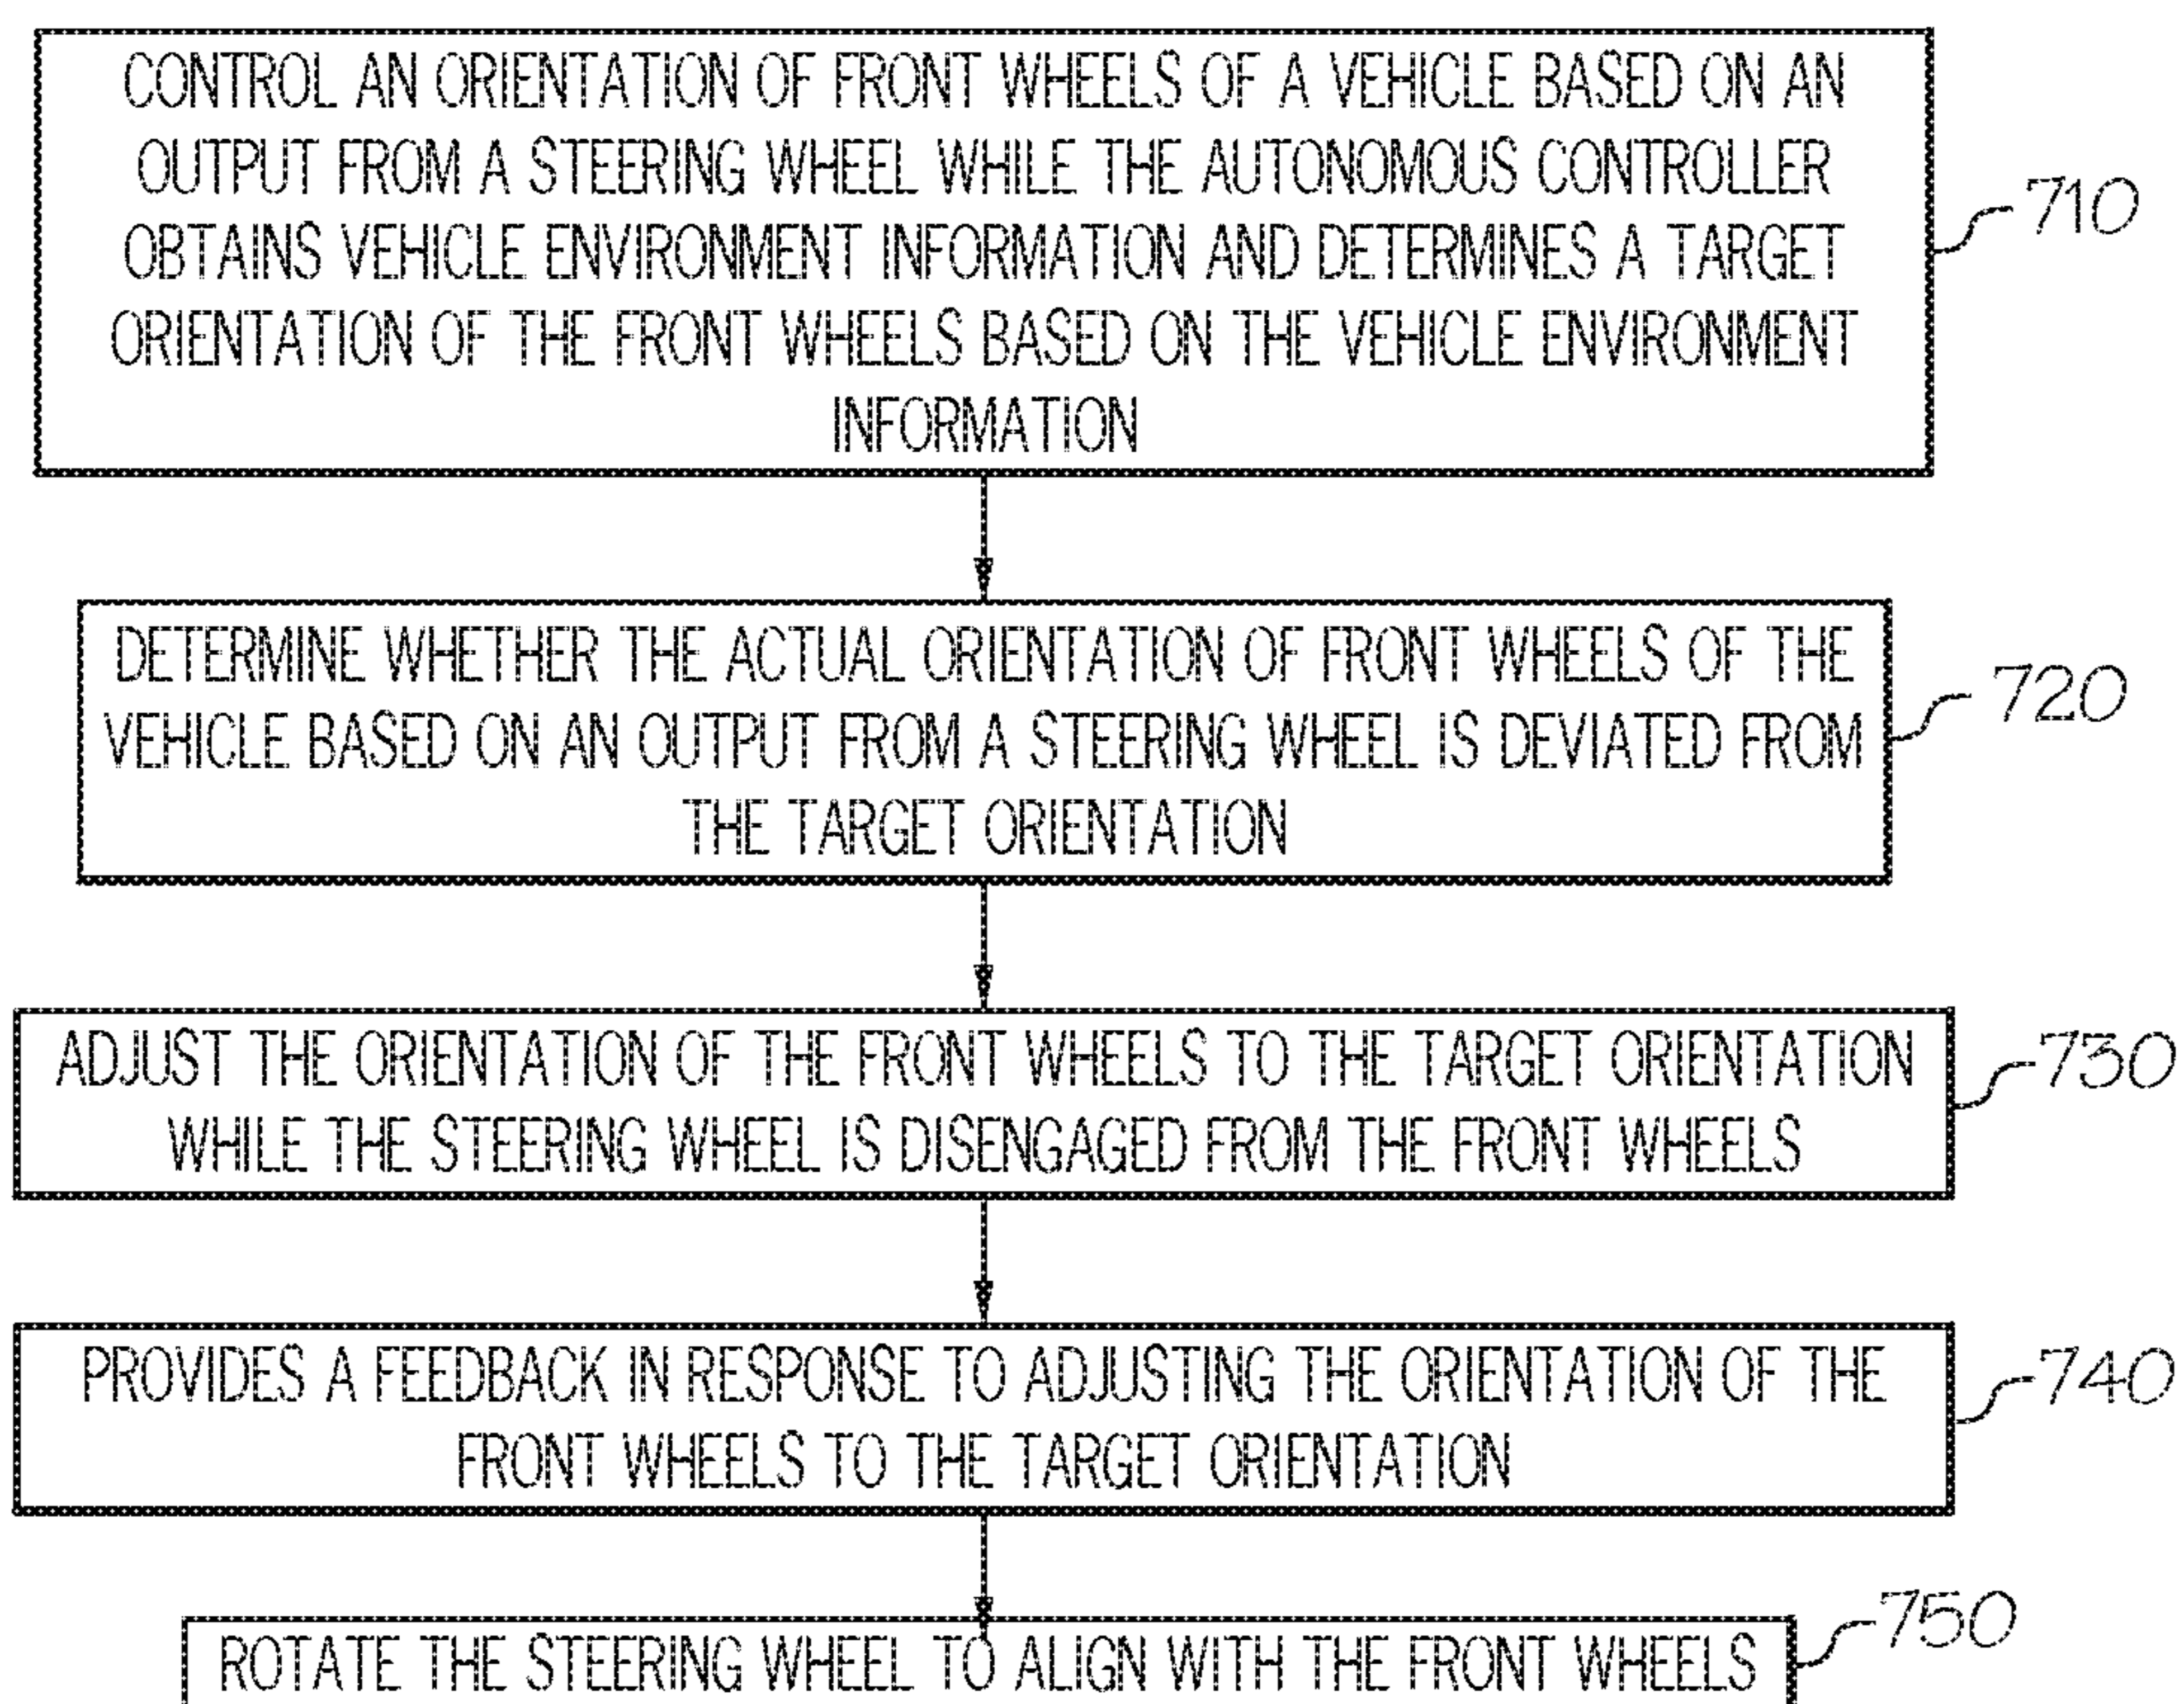 CONTROL AN ORIENTATION OF FRONT WHEELS OF A VEHICLE BASED ON AN
OUTPUT FROM A STEERING WHEEL WHILE THE AUTONOMOUS CONTROLLER
OBTAINS VEHICLE ENVIRONMENT INFORMATION AND DETERMINES A TARGET
ORIENTATION OF THE FRONT WHEELS BASED ON THE VEHICLE ENVIRONMENT
INFORMATION
710
DETERMINE WHETHER THE ACTUAL ORIENTATION OF FRONT WHEELS OF THE
VEHICLE BASED ON AN OUTPUT FROM A STEERING WHEEL IS DEVIATED FROM
THE TARGET ORIENTATION
720
ADJUST THE ORIENTATION OF THE FRONT WHEELS TO THE TARGET ORIENTATION
WHILE THE STEERING WHEEL IS DISENGAGED FROM THE FRONT WHEELS
730
PROVIDES A FEEDBACK IN RESPONSE TO ADJUSTING THE ORIENTATION OF THE
FRONT WHEELS TO THE TARGET ORIENTATION
740
ROTATE THE STEERING WHEEL TO ALIGN WITH THE FRONT WHEELS
750